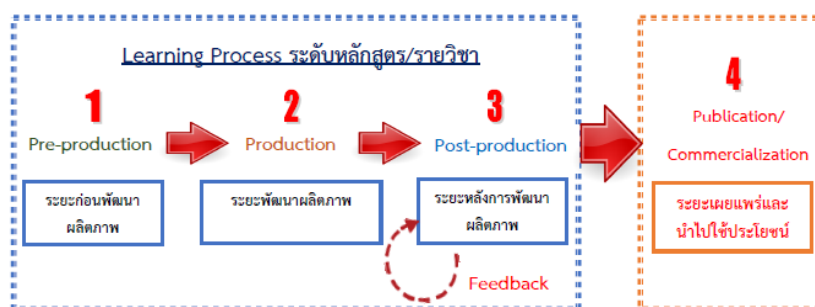 Learning Process ระดับหลักสูตร/รายวิชา
1
Pre-production
ระยะก่อนพัฒนา
ผลิตภาพ
2
Production
ระยะพัฒนาผลิตภาพ
3
Post-production
ระยะหลังการพัฒนา
ผลิตภาพ
Feedback
4
Publication/
Commercialization
ระยะเผยแพร่และ
นำไปใช้ประโยชน์